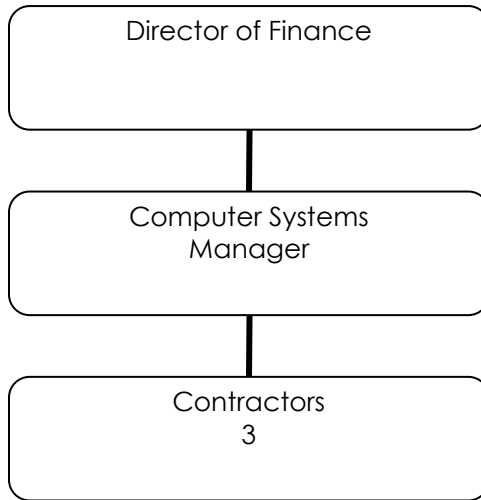 Director of Finance
Computer Systems
Manager
Contractors
3